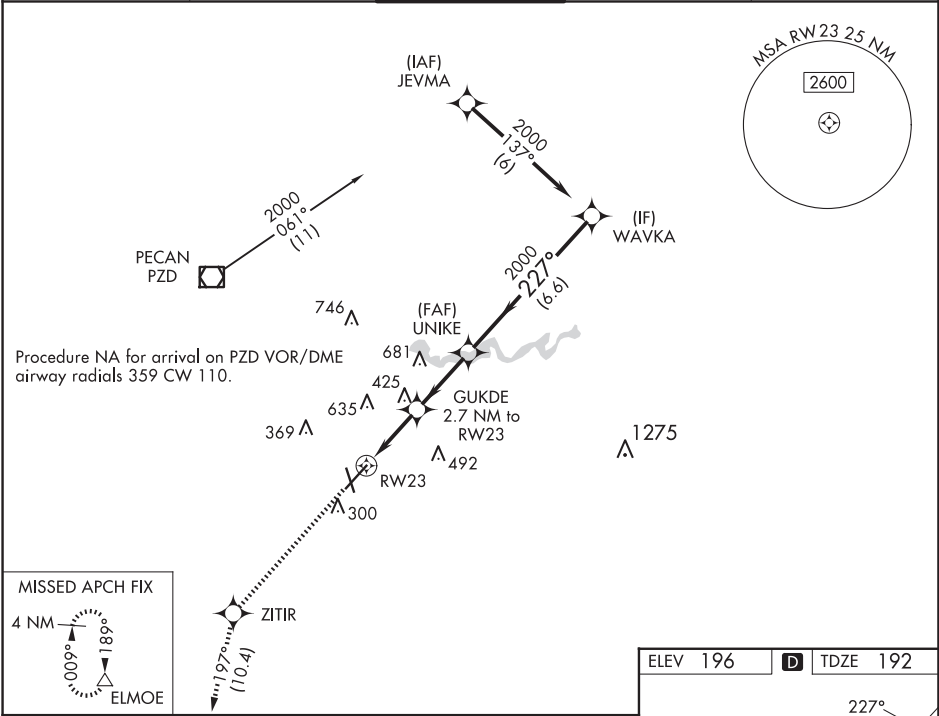 MSA RW23 25 NM
2600
(IAF)
JEVMA
2000
137°
(6)
(IF)
WAVKA
2000
061°
(11)
PECAN
PZD
2000
227°
(6.6)
746
(FAF)
UNIKE
Procedure NA for arrival on PZD VOR/DME
airway radials 359 CW 110.
681
425
635
GUKDE
2.7 NM to
RW23
369
1275
492
RW23
300
MISSED APCH FIX
4 NM
009°
189°
ELMOE
ZITIR
197°
(10.4)
ELEV 196
D
TDZE 192
227°